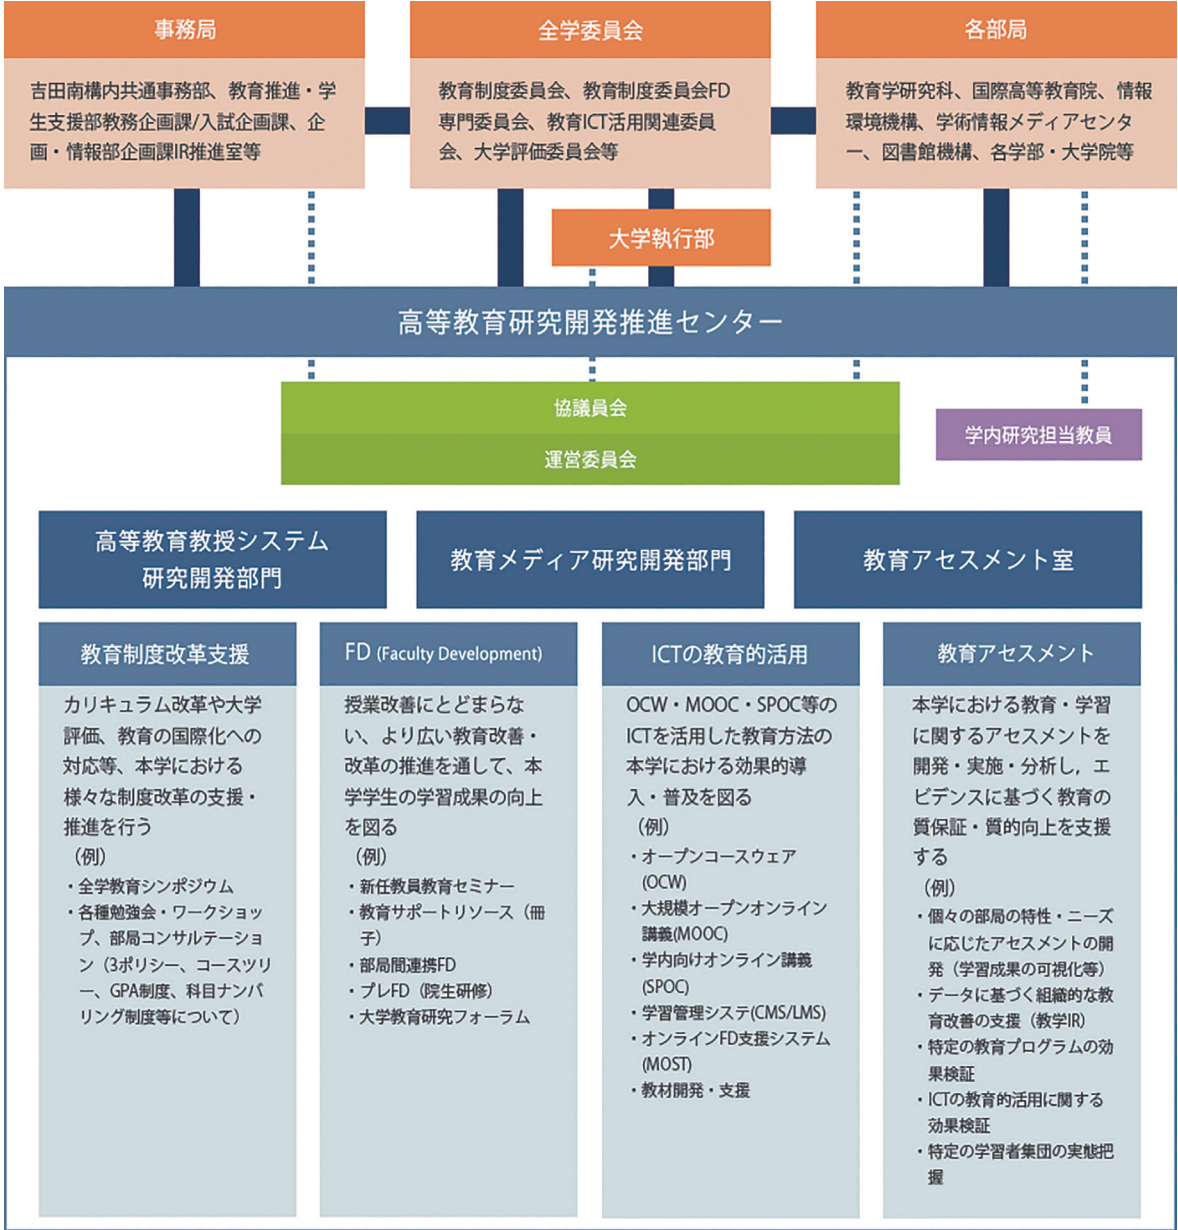 事務局
吉田南構内共通事務部、教育推進・学
生支援部教務企画課/入試企画課、企
画・情報部企画課IR推進室等
全学委員会
教育制度委員会、教育制度委員会FD
専門委員会、教育ICT活用関連委員
会、大学評価委員会等
各部局
教育学研究科、国際高等教育院、情報
環境機構、学術情報メディアセンタ
ー、図書館機構、各学部・大学院等
大学執行部
高等教育研究開発推進センター
協議員会
運営委員会
学内研究担当教員
高等教育教授システム
研究開発部門
教育メディア研究開発部門
教育アセスメント室
教育制度改革支援
カリキュラム改革や大学
評価、教育の国際化への
対応等、本学における
様々な制度改革の支援・
推進を行う
（例）
・全学教育シンポジウム
・各種勉強会・ワークショッ
プ、部局コンサルテーショ
ン（3ポリシー、コースツリ
ー、GPA制度、科目ナンバ
リング制度等について）
FD (Faculty Development)
授業改善にとどまらな
い、より広い教育改善・
改革の推進を通して、本
学学生の学習成果の向上
を図る
（例）
・新任教員教育セミナー
・教育サポートリソース（冊
子）
・部局間連携FD
・プレFD（院生研修）
・大学教育研究フォーラム
ICTの教育的活用
OCW・MOOC・SPOC等の
ICTを活用した教育方法の
本学における効果的導
入・普及を図る
（例）
・オープンコースウェア
(OCW)
・大規模オープンオンライン
講義(MOOC)
・学内向けオンライン講義
(SPOC)
・学習管理システ(CMS/LMS)
・オンラインFD支援システム
(MOST)
・教材開発・支援
教育アセスメント
本学における教育・学習
に関するアセスメントを
開発・実施・分析し，エ
ビデンスに基づく教育の
質保証・質的向上を支援
する
（例）
・個々の部局の特性・ニーズ
に応じたアセスメントの開
発（学習成果の可視化等）
・データに基づく組織的な教
育改善の支援（教学IR）
・特定の教育プログラムの効
果検証
・ICTの教育的活用に関する
効果検証
・特定の学習者集団の実態把
握